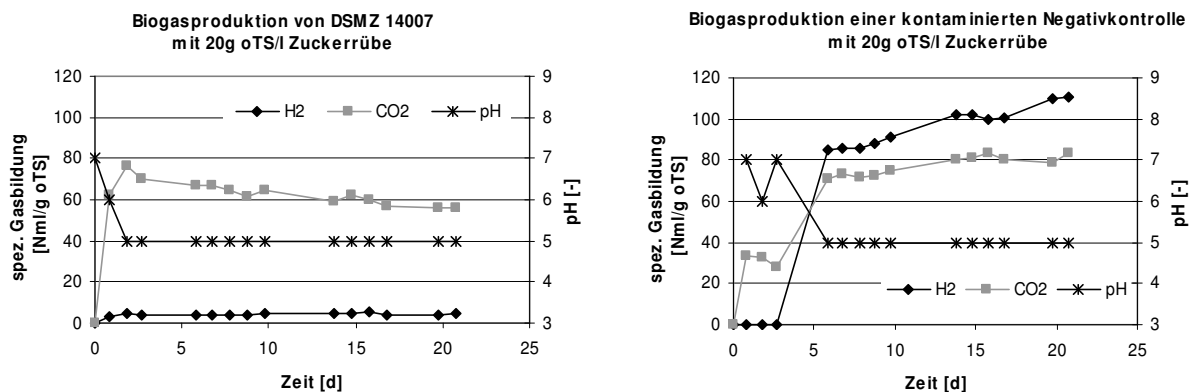 Biogasproduktion von DSMZ 14007
mit 20g oTS/l Zuckerrübe
120
100
80
60
40
20
0
9
8
7
6
5
4
3
H2
CO2
pH
spez. Gasbildung
[Nml/g oTS]
pH [-]
0
5
10
15
20
25
Zeit [d]
Biogasproduktion einer kontaminierten Negativkontrolle
mit 20g oTS/l Zuckerrübe
120
100
80
60
40
20
0
9
8
7
6
5
4
3
spez. Gasbildung
[Nml/g oTS]
pH [-]
H2
CO2
pH
0
5
10
15
20
25
Zeit [d]